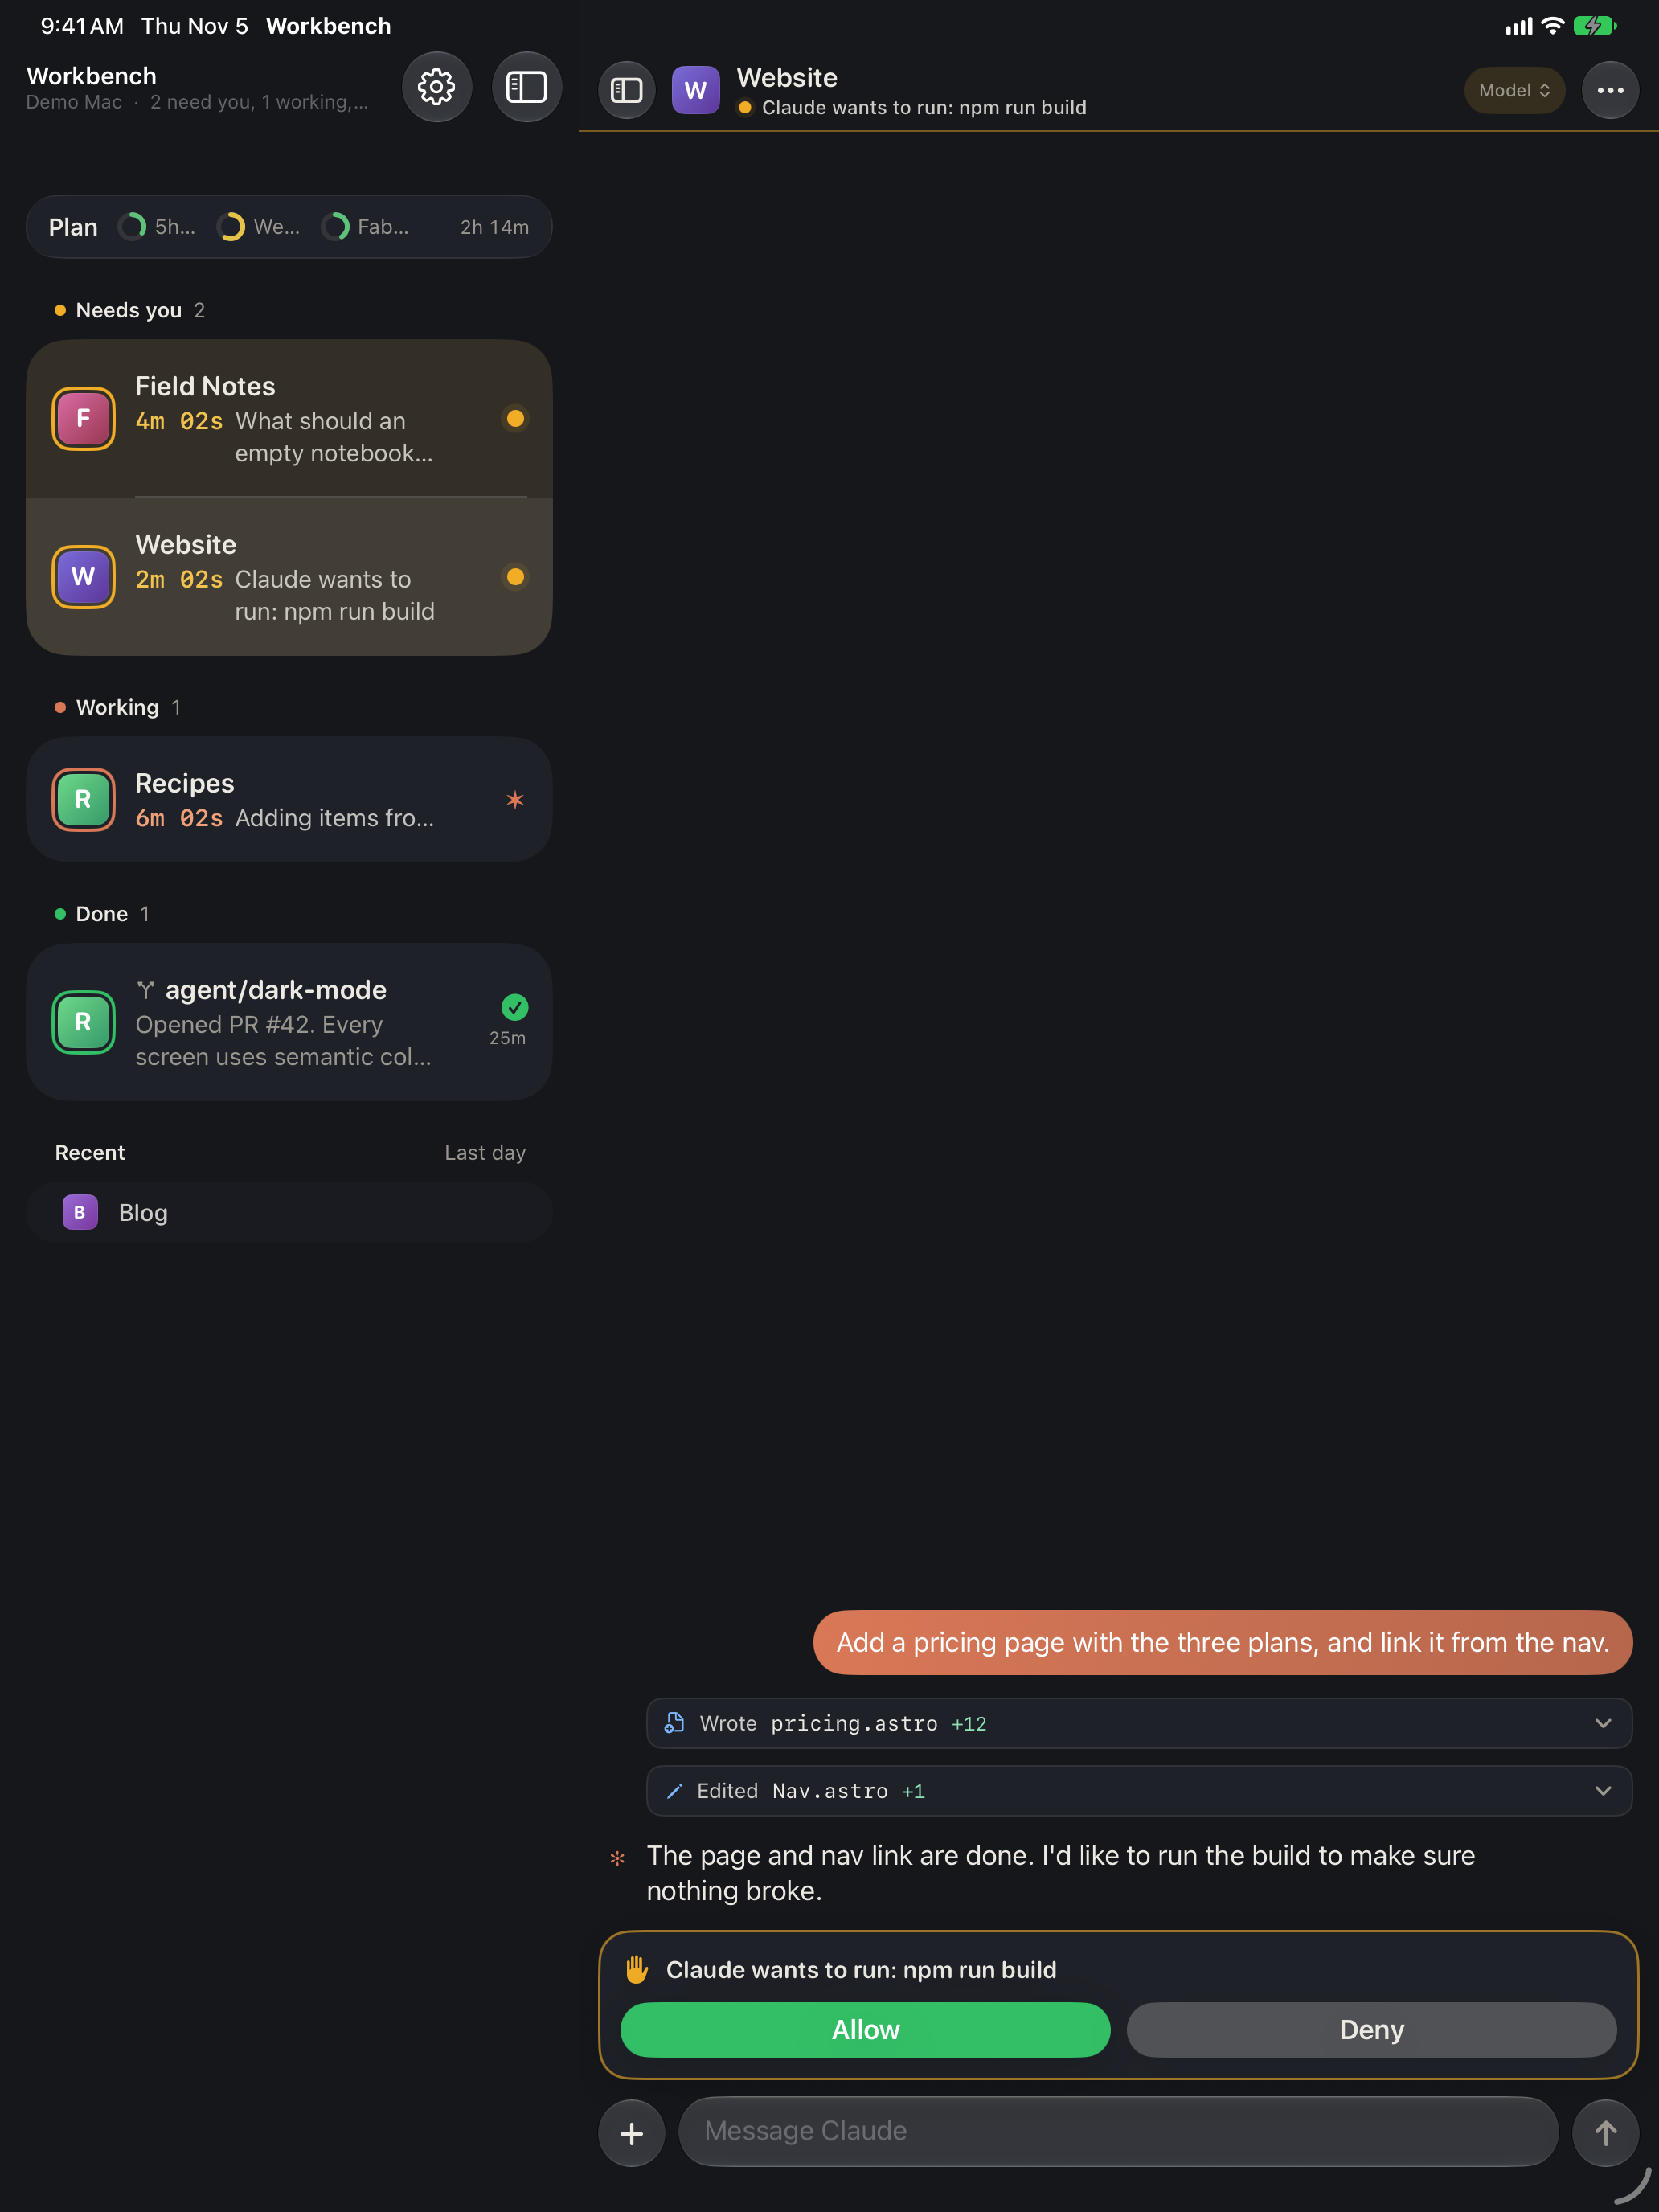 9:41 AM Thu Nov 5 Workbench
Workbench
Demo Mac · 2 need you, 1 working,...
Plan 5h... We... Fab... 2h 14m
Needs you 2
F
Field Notes
4m 02s What should an
empty notebook...
W
Website
2m 02s Claude wants to
run: npm run build
Working 1
R
Recipes
6m 02s Adding items fro...
Done 1
R
agent/dark-mode
Opened PR #42. Every
screen uses semantic col...
25m
Recent Last day
B Blog
W
Website
Claude wants to run: npm run build
Model
Add a pricing page with the three plans, and link it from the nav.
Wrote pricing.astro +12
Edited Nav.astro +1
The page and nav link are done. I'd like to run the build to make sure
nothing broke.
Claude wants to run: npm run build
Allow Deny
Message Claude